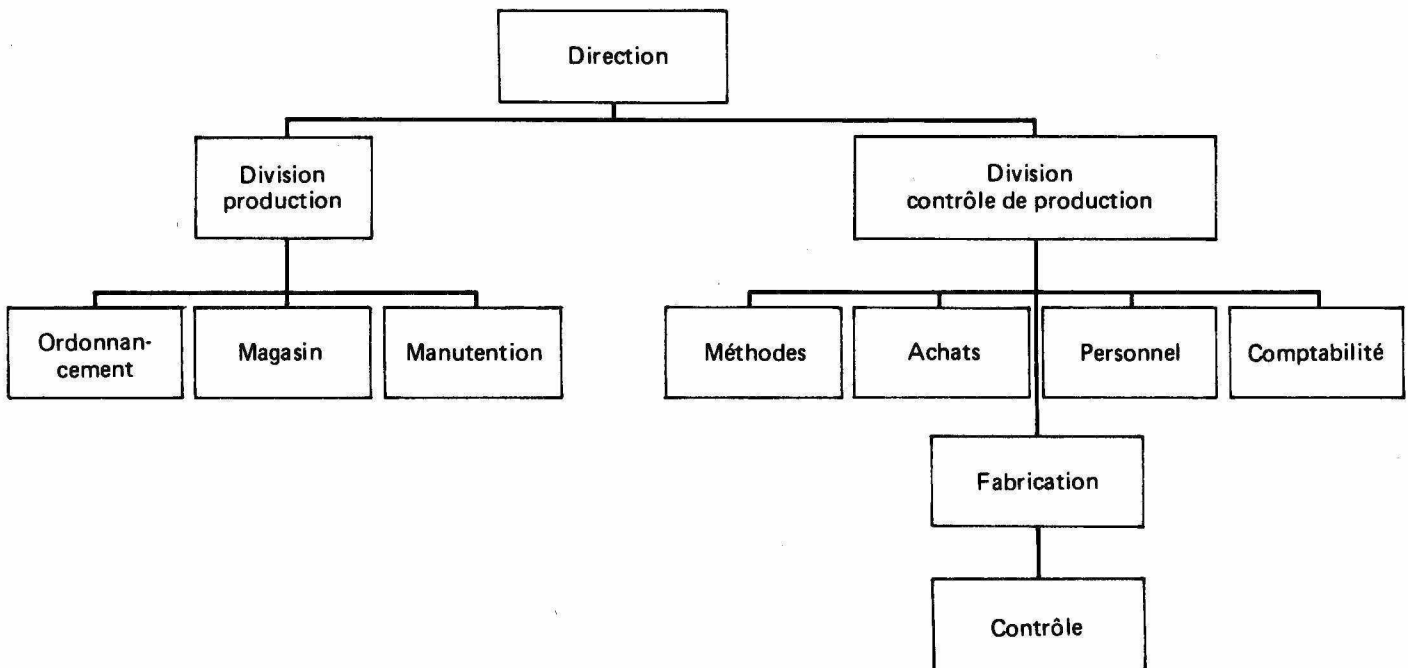 Direction
Division
production
Division
contrôle de production
Ordonnan-
cement
Magasin
Manutention
Méthodes
Achats
Personnel
Comptabilité
Fabrication
Contrôle